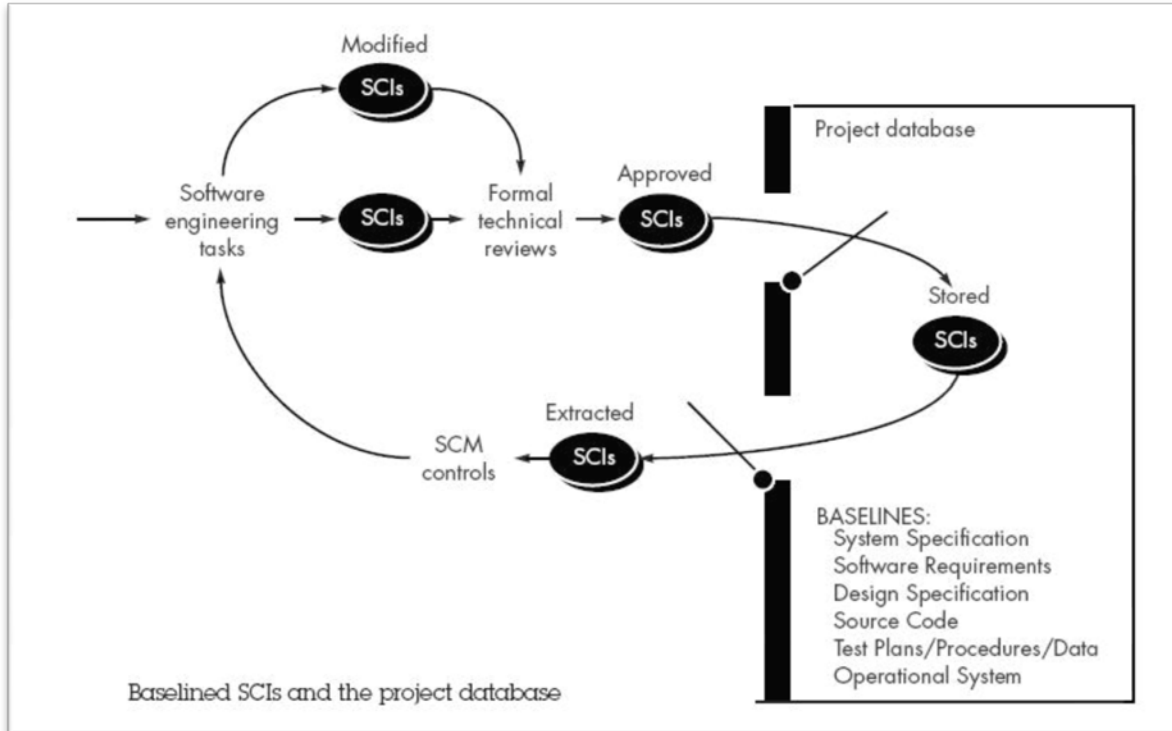 Modified
SCIs
Software
engineering
tasks
SCIs
Formal
technical
reviews
Approved
SCIs
Project database
Stored
SCIs
Extracted
SCIs
SCM
controls
BASELINES:
System Specification
Software Requirements
Design Specification
Source Code
Test Plans/Procedures/Data
Operational System
Baselined SCIs and the project database